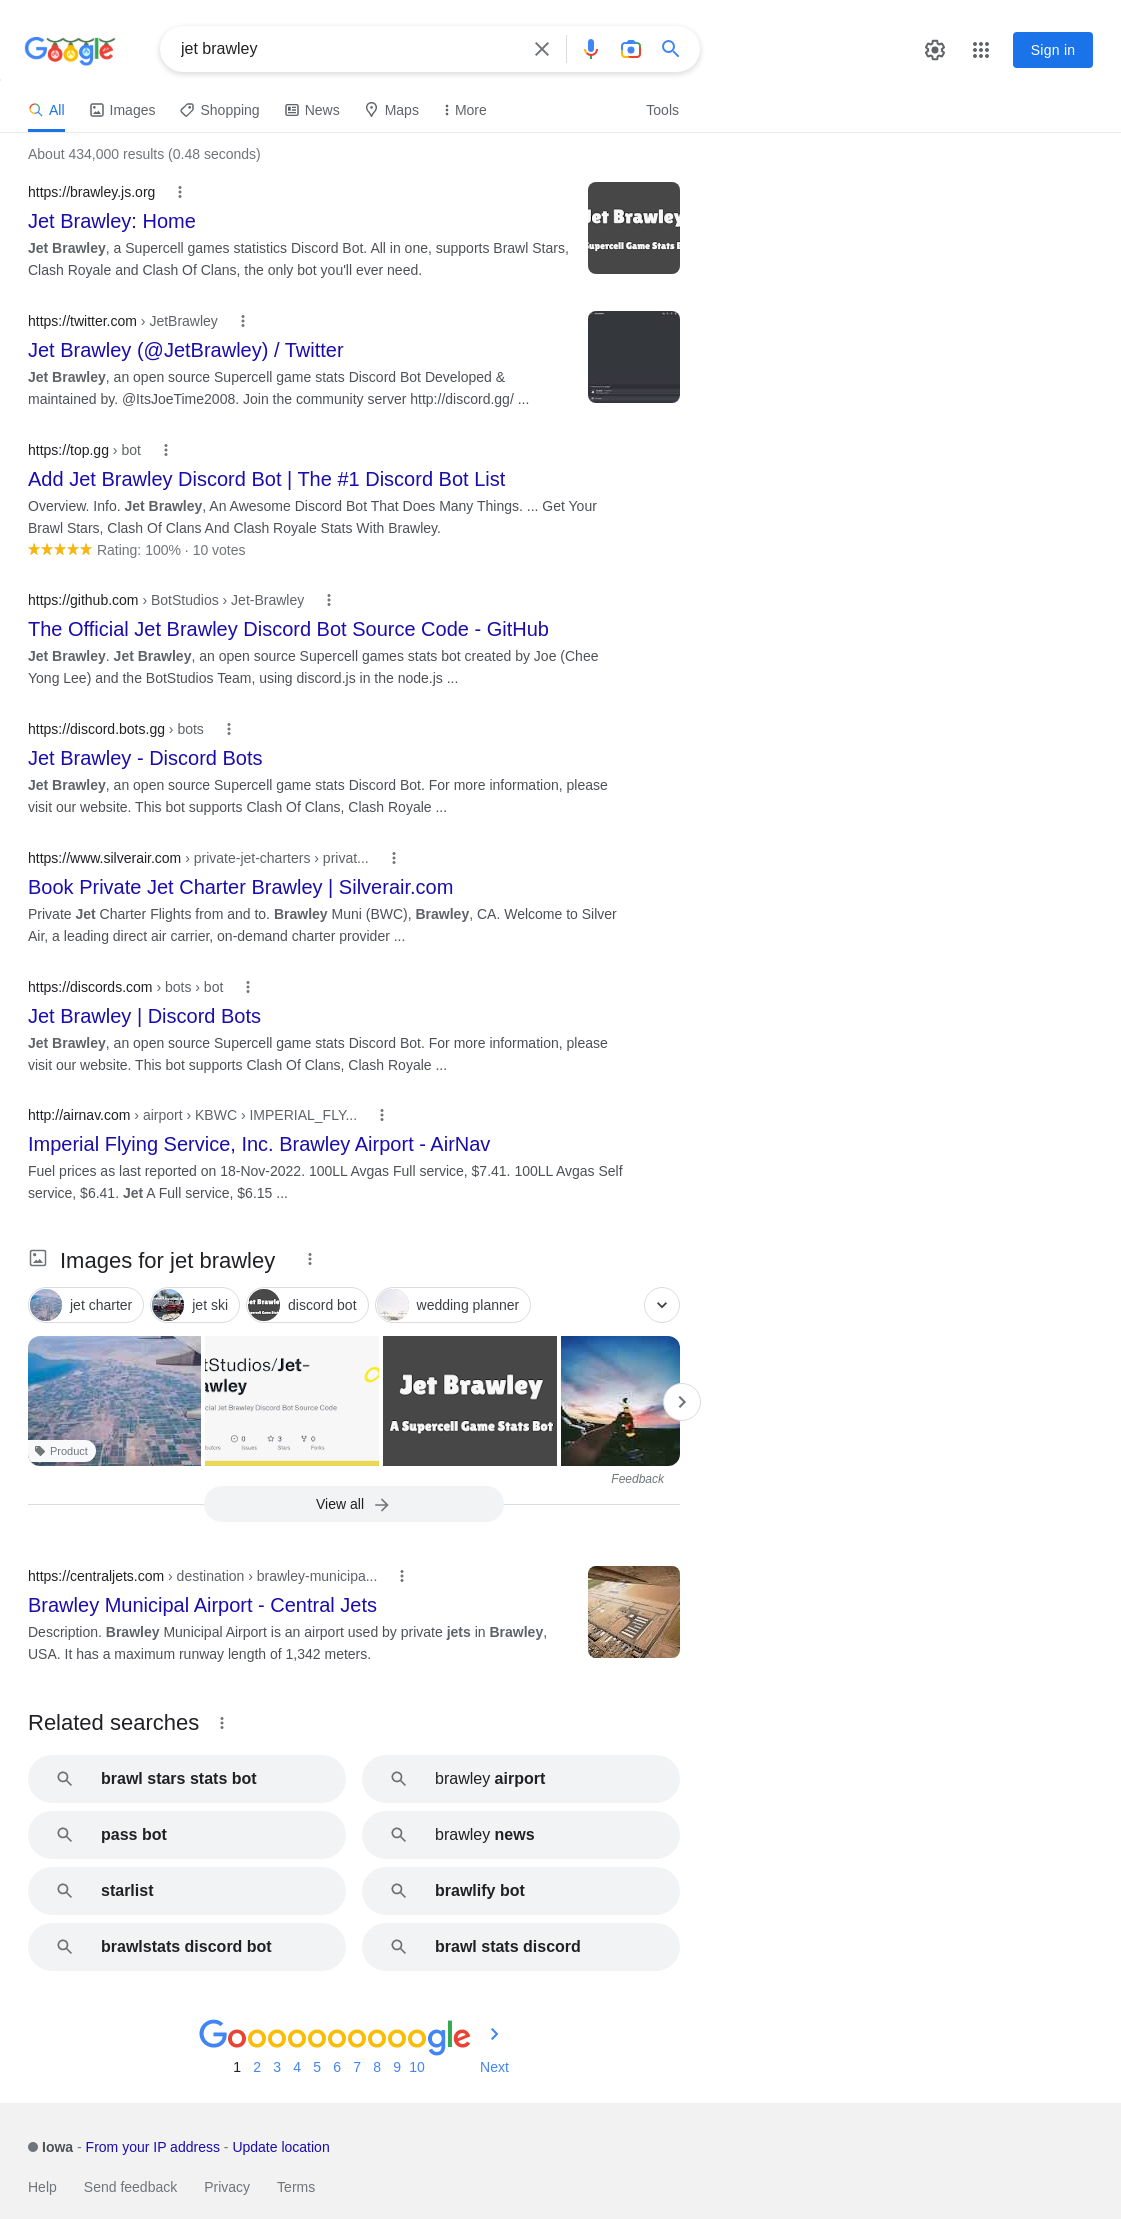 Google
jet brawley
Sign in
All
Images
Shopping
News
Maps
More
Tools
About 434,000 results (0.48 seconds)
https://brawley.js.org
Jet Brawley: Home
Jet Brawley, a Supercell games statistics Discord Bot. All in one, supports Brawl Stars,
Clash Royale and Clash Of Clans, the only bot you'll ever need.
Jet Brawley
Supercell Game Stats B
https://twitter.com › JetBrawley
Jet Brawley (@JetBrawley) / Twitter
Jet Brawley, an open source Supercell game stats Discord Bot Developed &
maintained by. @ItsJoeTime2008. Join the community server http://discord.gg/ ...
https://top.gg › bot
Add Jet Brawley Discord Bot | The #1 Discord Bot List
Overview. Info. Jet Brawley, An Awesome Discord Bot That Does Many Things. ... Get Your
Brawl Stars, Clash Of Clans And Clash Royale Stats With Brawley.
Rating: 100% · 10 votes
https://github.com › BotStudios › Jet-Brawley
The Official Jet Brawley Discord Bot Source Code - GitHub
Jet Brawley. Jet Brawley, an open source Supercell games stats bot created by Joe (Chee
Yong Lee) and the BotStudios Team, using discord.js in the node.js ...
https://discord.bots.gg › bots
Jet Brawley - Discord Bots
Jet Brawley, an open source Supercell game stats Discord Bot. For more information, please
visit our website. This bot supports Clash Of Clans, Clash Royale ...
https://www.silverair.com › private-jet-charters › privat...
Book Private Jet Charter Brawley | Silverair.com
Private Jet Charter Flights from and to. Brawley Muni (BWC), Brawley, CA. Welcome to Silver
Air, a leading direct air carrier, on-demand charter provider ...
https://discords.com › bots › bot
Jet Brawley | Discord Bots
Jet Brawley, an open source Supercell game stats Discord Bot. For more information, please
visit our website. This bot supports Clash Of Clans, Clash Royale ...
http://airnav.com › airport › KBWC › IMPERIAL_FLY...
Imperial Flying Service, Inc. Brawley Airport - AirNav
Fuel prices as last reported on 18-Nov-2022. 100LL Avgas Full service, $7.41. 100LL Avgas Self
service, $6.41. Jet A Full service, $6.15 ...
Images for jet brawley
jet charter
jet ski
discord bot
wedding planner
Product
tStudios/Jet-
awley
cial Jet Brawley Discord Bot Source Code
0
3
0
Issues
Stars
Forks
Jet Brawley
A Supercell Game Stats Bot
Feedback
View all
https://centraljets.com › destination › brawley-municipa...
Brawley Municipal Airport - Central Jets
Description. Brawley Municipal Airport is an airport used by private jets in Brawley,
USA. It has a maximum runway length of 1,342 meters.
Related searches
brawl stars stats bot
brawley airport
pass bot
brawley news
starlist
brawlify bot
brawlstats discord bot
brawl stats discord
Goooooooooogle
1 2 3 4 5 6 7 8 9 10 Next
Iowa - From your IP address - Update location
Help
Send feedback
Privacy
Terms